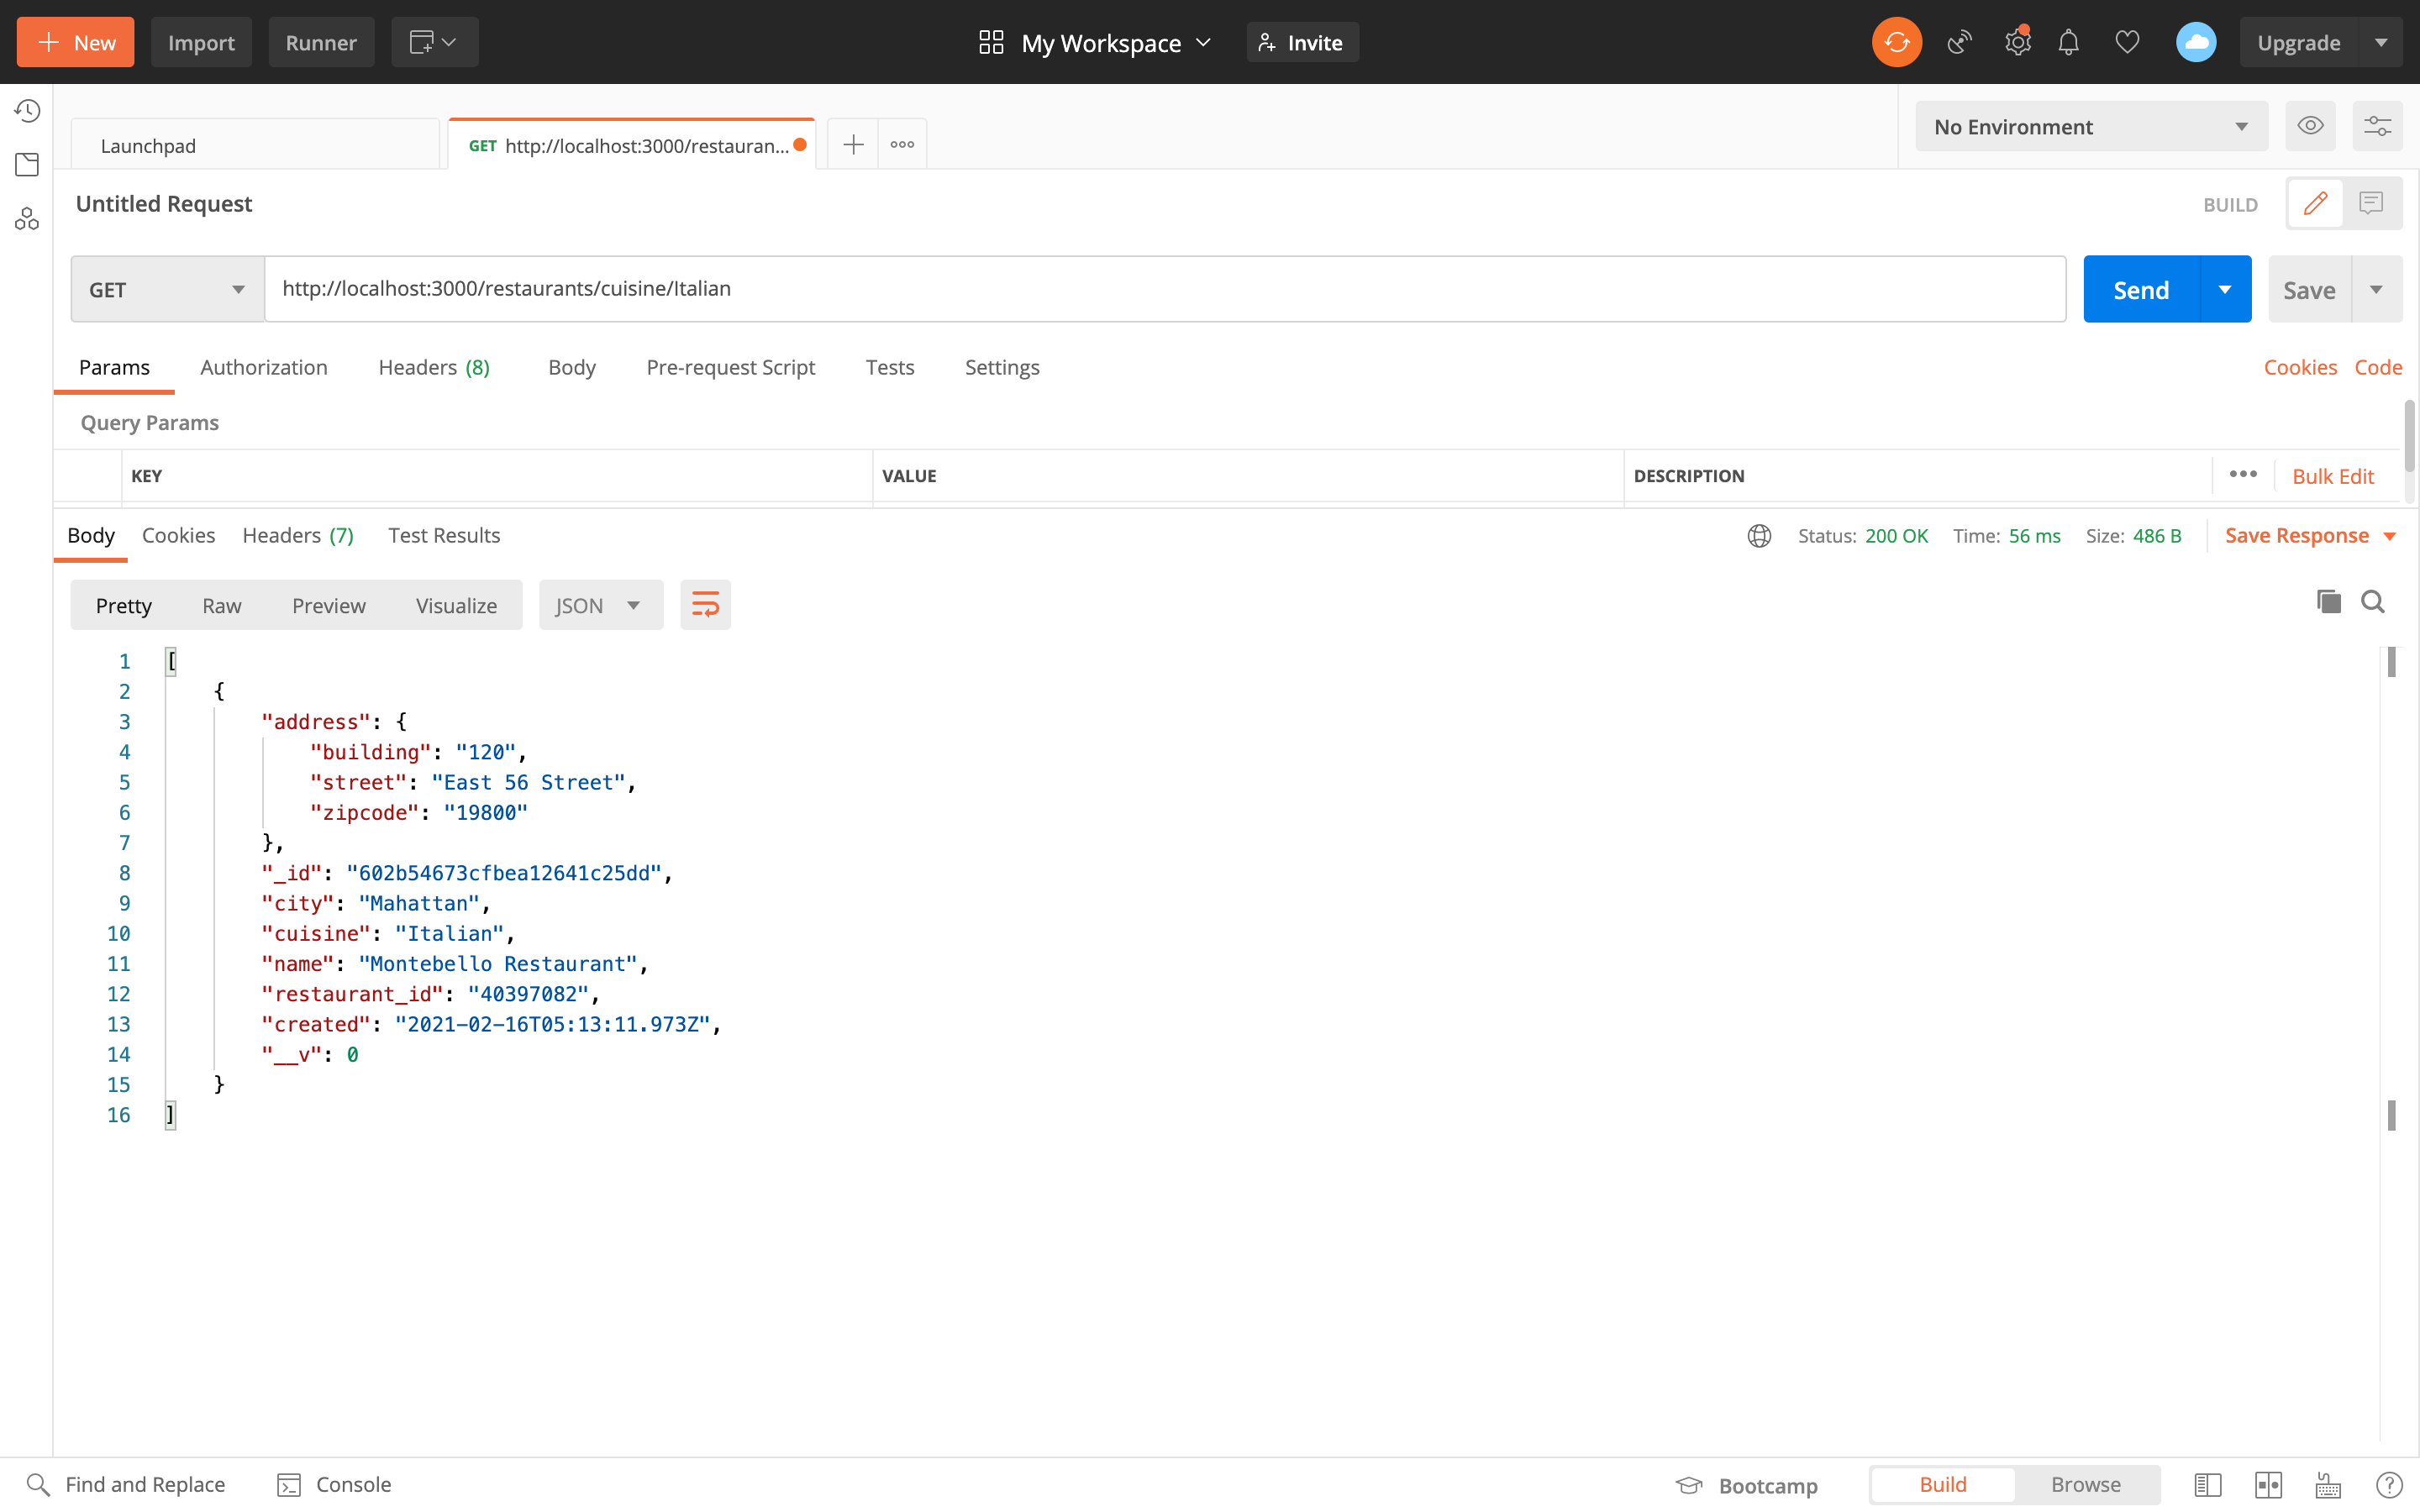 New Import Runner My Workspace Invite Upgrade
Launchpad GET http://localhost:3000/restauran... No Environment
Untitled Request BUILD
GET http://localhost:3000/restaurants/cuisine/Italian Send Save
Params Authorization Headers (8) Body Pre-request Script Tests Settings Cookies Code
Query Params
KEY VALUE DESCRIPTION Bulk Edit
Body Cookies Headers (7) Test Results Status: 200 OK Time: 56 ms Size: 486 B Save Response
Pretty Raw Preview Visualize JSON
1 [
2 {
3 "address": {
4 "building": "120",
5 "street": "East 56 Street",
6 "zipcode": "19800"
7 },
8 "_id": "602b54673cfbea12641c25dd",
9 "city": "Mahattan",
10 "cuisine": "Italian",
11 "name": "Montebello Restaurant",
12 "restaurant_id": "40397082",
13 "created": "2021-02-16T05:13:11.973Z",
14 "__v": 0
15 }
16 ]
Find and Replace Console Bootcamp Build Browse